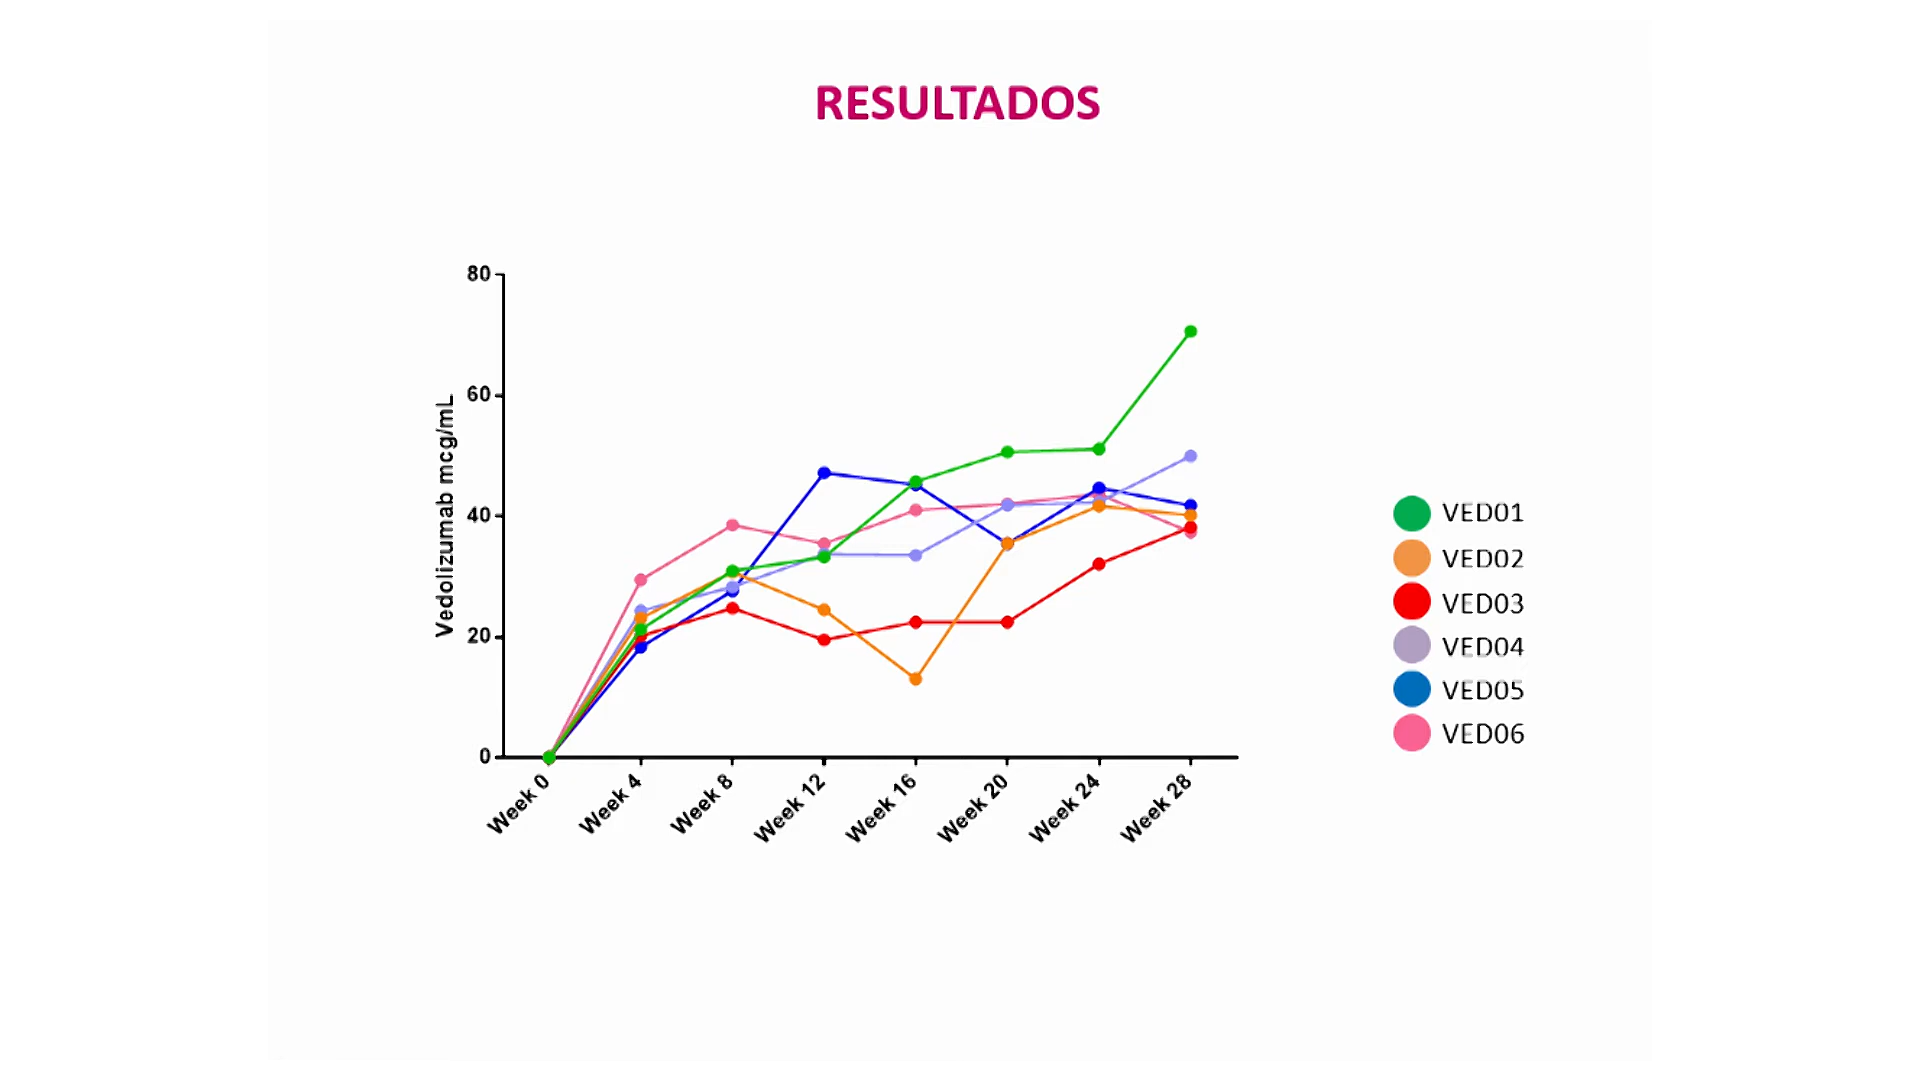 RESULTADOS
Vedolizumab mcg/mL
80
60
40
20
0
Week 0
Week 4
Week 8
Week 12
Week 16
Week 20
Week 24
Week 28
VED01
VED02
VED03
VED04
VED05
VED06